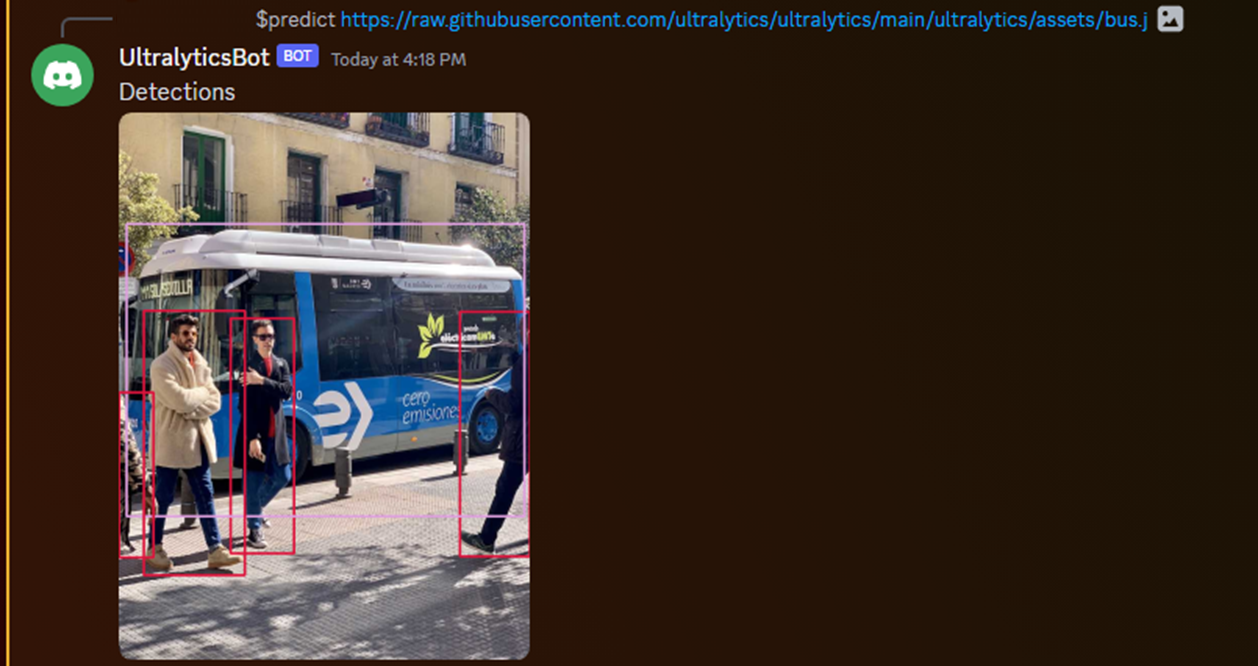 $predict https://raw.githubusercontent.com/ultralytics/ultralytics/main/ultralytics/assets/bus.j
UltralyticsBot BOT Today at 4:18 PM
Detections
cero
emisiones